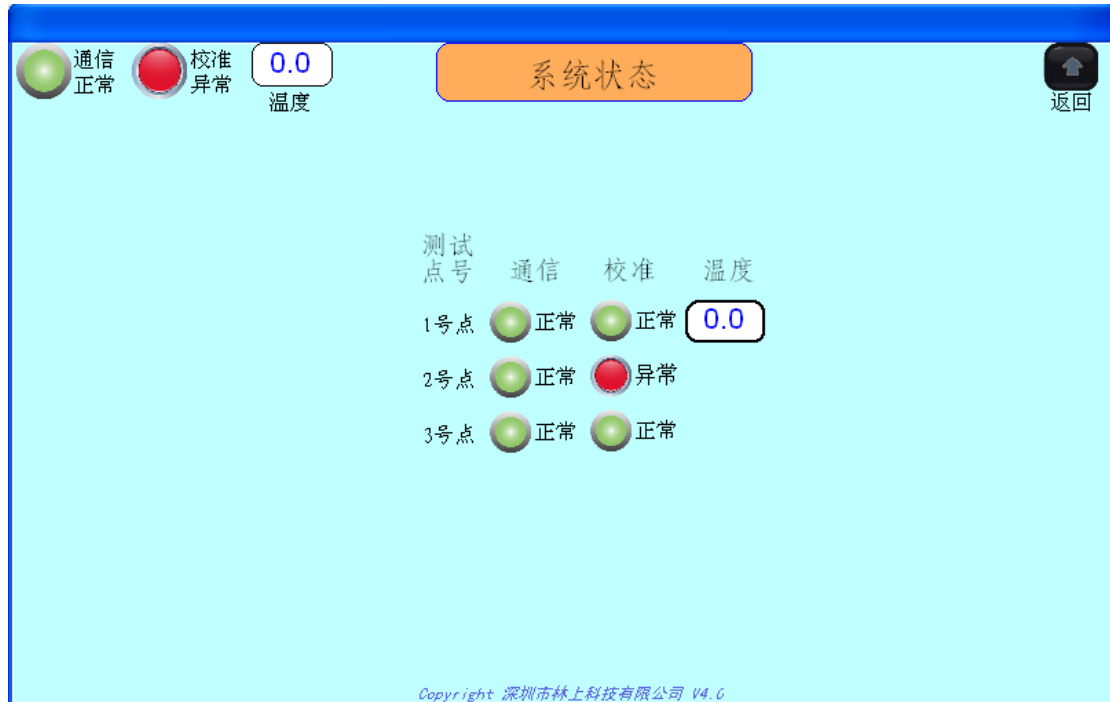 通信
正常
校准
异常
0.0
温度
系统状态
返回
测试
点号 通信 校准 温度
1号点 正常 正常 0.0
2号点 正常 异常
3号点 正常 正常
Copyright 深圳市林上科技有限公司 V4.0